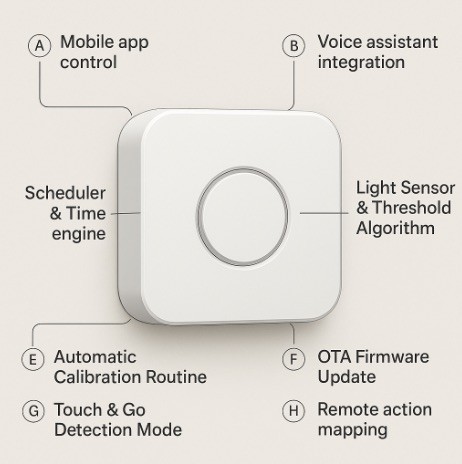 A Mobile app
control
B Voice assistant
integration
Scheduler
& Time
engine
Light Sensor
& Threshold
Algorithm
E Automatic
Calibration Routine
F OTA Firmware
Update
G Touch & Go
Detection Mode
H Remote action
mapping